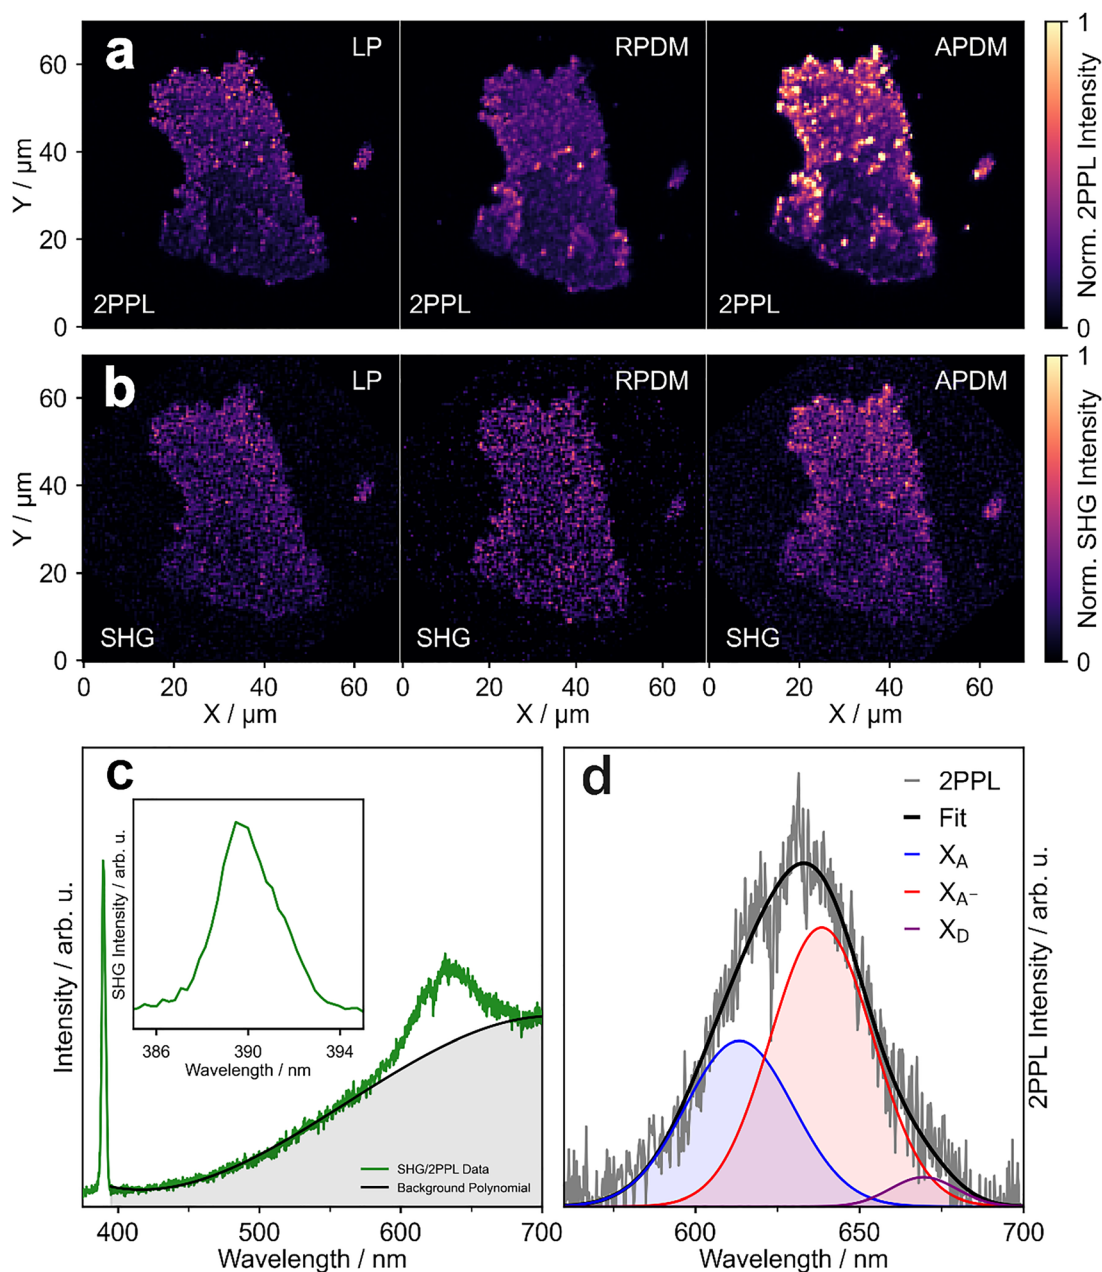 a
LP
RPDM
APDM
1
60
40
20
0
Y / µm
2PPL
2PPL
2PPL
Norm. 2PPL Intensity
0
b
LP
RPDM
APDM
1
60
40
20
0
Y / µm
SHG
SHG
SHG
Norm. SHG Intensity
0
0 20 40 60
0 20 40 60
0 20 40 60
X / µm
X / µm
X / µm
c
Intensity / arb. u.
SHG Intensity / arb. u.
386 390 394
Wavelength / nm
SHG/2PPL Data
Background Polynomial
400 500 600 700
Wavelength / nm
d
2PPL
Fit
X_A
X_A⁻
X_D
2PPL Intensity / arb. u.
600 650 700
Wavelength / nm